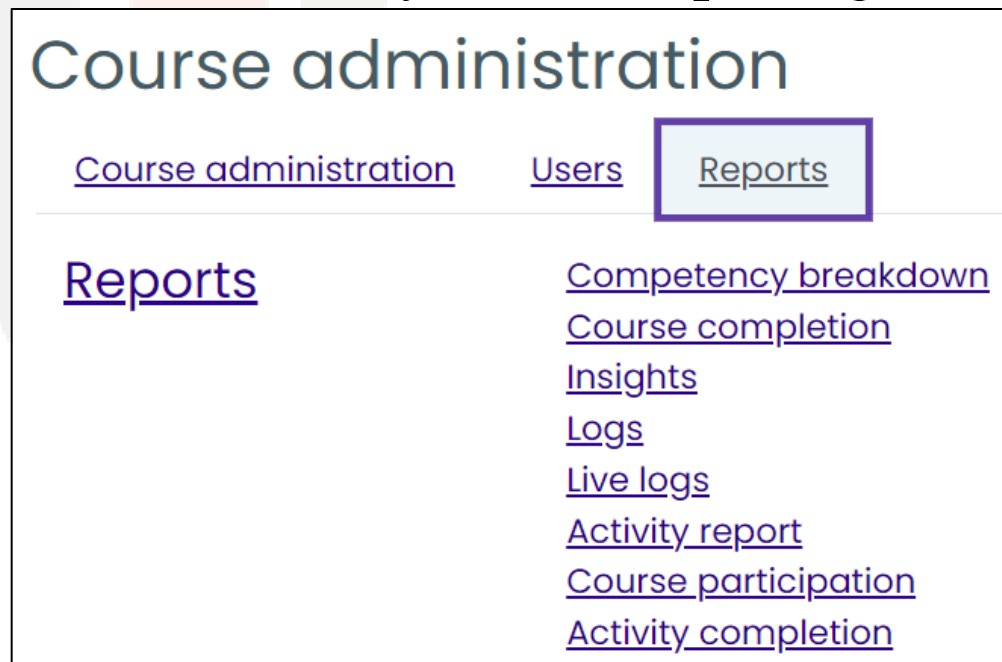 Course administration
Course administration Users Reports
Reports
Competency breakdown
Course completion
Insights
Logs
Live logs
Activity report
Course participation
Activity completion